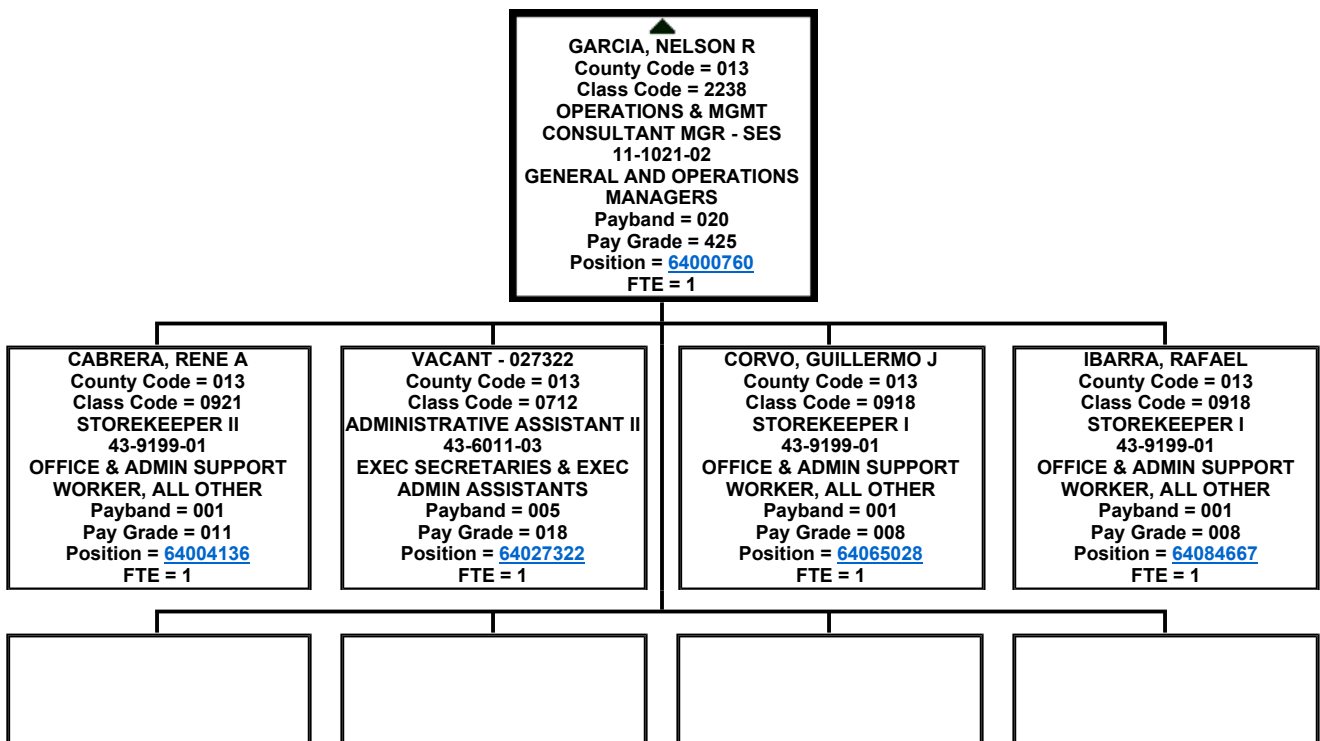 GARCIA, NELSON R
County Code = 013
Class Code = 2238
OPERATIONS & MGMT
CONSULTANT MGR - SES
11-1021-02
GENERAL AND OPERATIONS
MANAGERS
Payband = 020
Pay Grade = 425
Position = 64000760
FTE = 1
CABRERA, RENE A
County Code = 013
Class Code = 0921
STOREKEEPER II
43-9199-01
OFFICE & ADMIN SUPPORT
WORKER, ALL OTHER
Payband = 001
Pay Grade = 011
Position = 64004136
FTE = 1
VACANT - 027322
County Code = 013
Class Code = 0712
ADMINISTRATIVE ASSISTANT II
43-6011-03
EXEC SECRETARIES & EXEC
ADMIN ASSISTANTS
Payband = 005
Pay Grade = 018
Position = 64027322
FTE = 1
CORVO, GUILLERMO J
County Code = 013
Class Code = 0918
STOREKEEPER I
43-9199-01
OFFICE & ADMIN SUPPORT
WORKER, ALL OTHER
Payband = 001
Pay Grade = 008
Position = 64065028
FTE = 1
IBARRA, RAFAEL
County Code = 013
Class Code = 0918
STOREKEEPER I
43-9199-01
OFFICE & ADMIN SUPPORT
WORKER, ALL OTHER
Payband = 001
Pay Grade = 008
Position = 64084667
FTE = 1